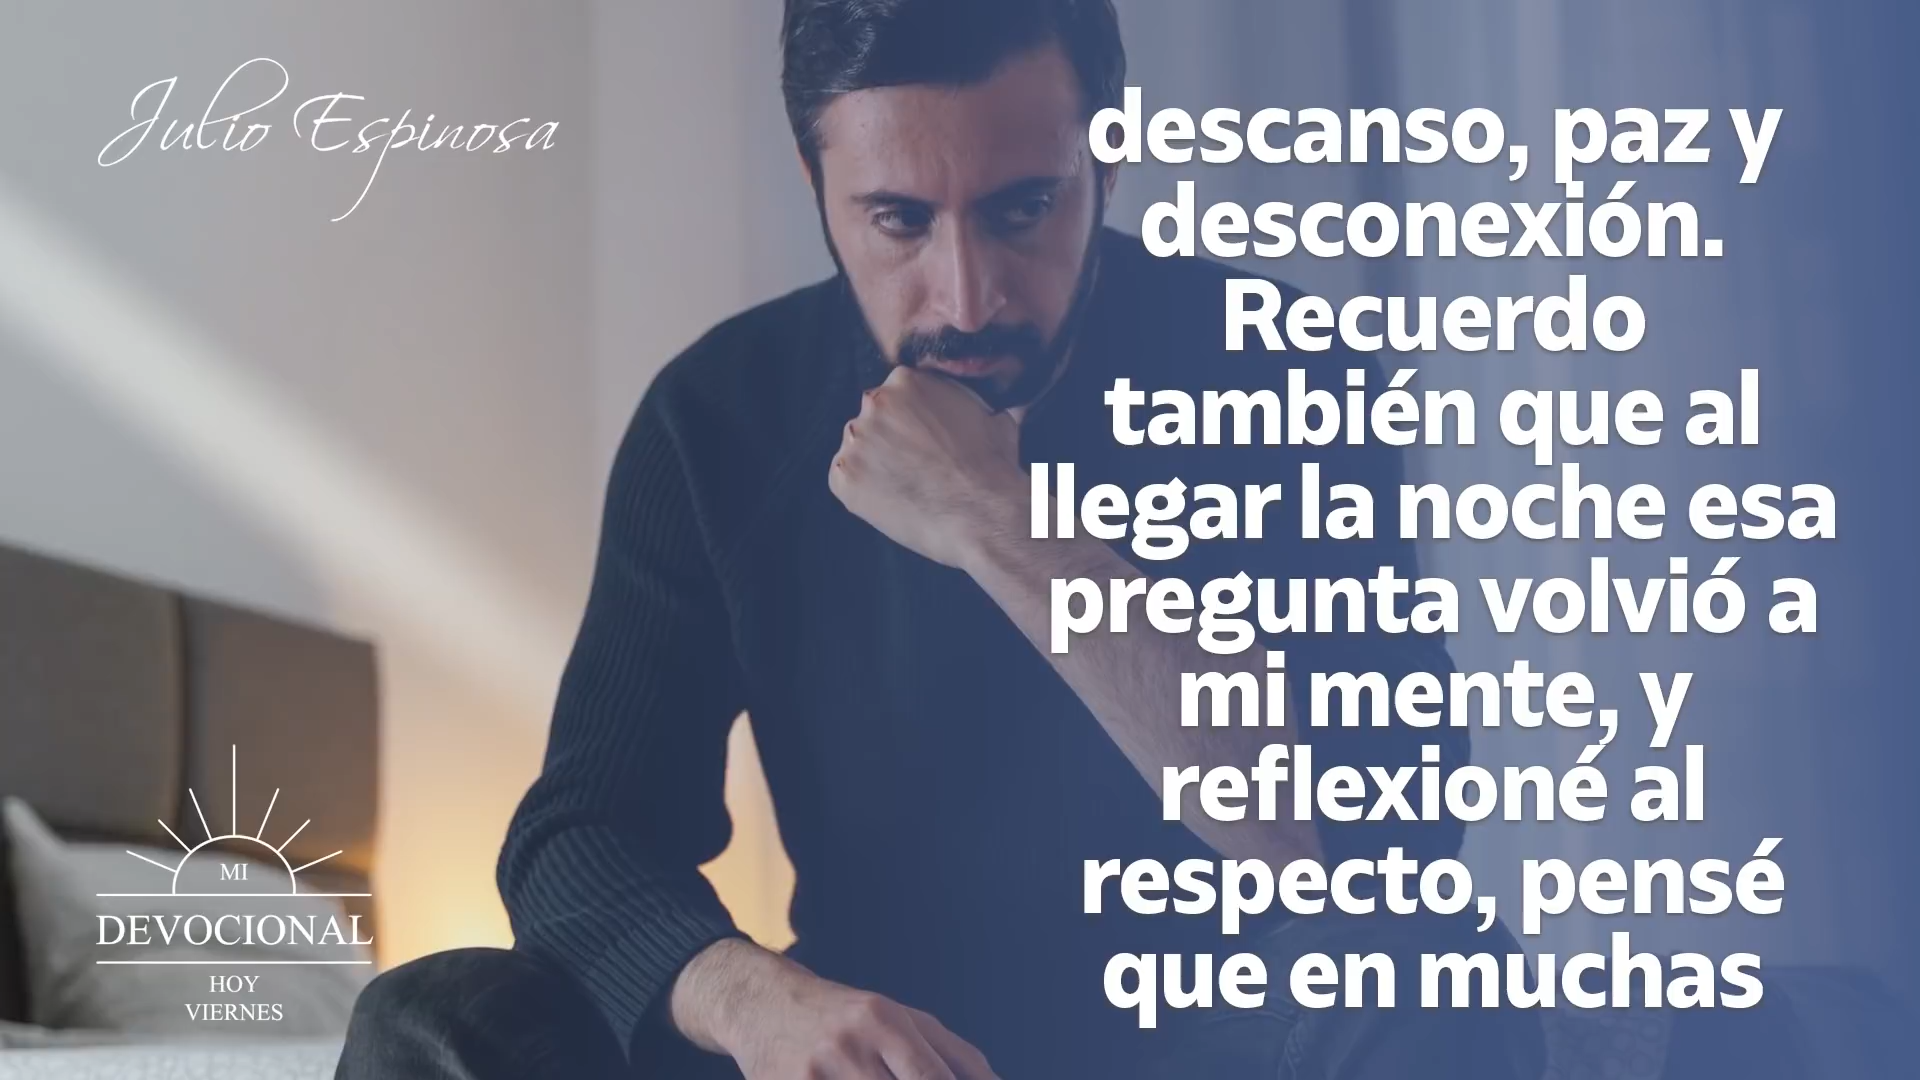 Julio Espinosa
descanso, paz y
desconexión.
Recuerdo
también que al
llegar la noche esa
pregunta volvió a
mi mente, y
reflexioné al
respecto, pensé
que en muchas
MI
DEVOCIONAL
HOY
VIERNES